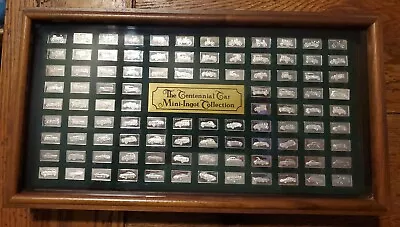 The Centennial Car
Mini-Ingot Collection